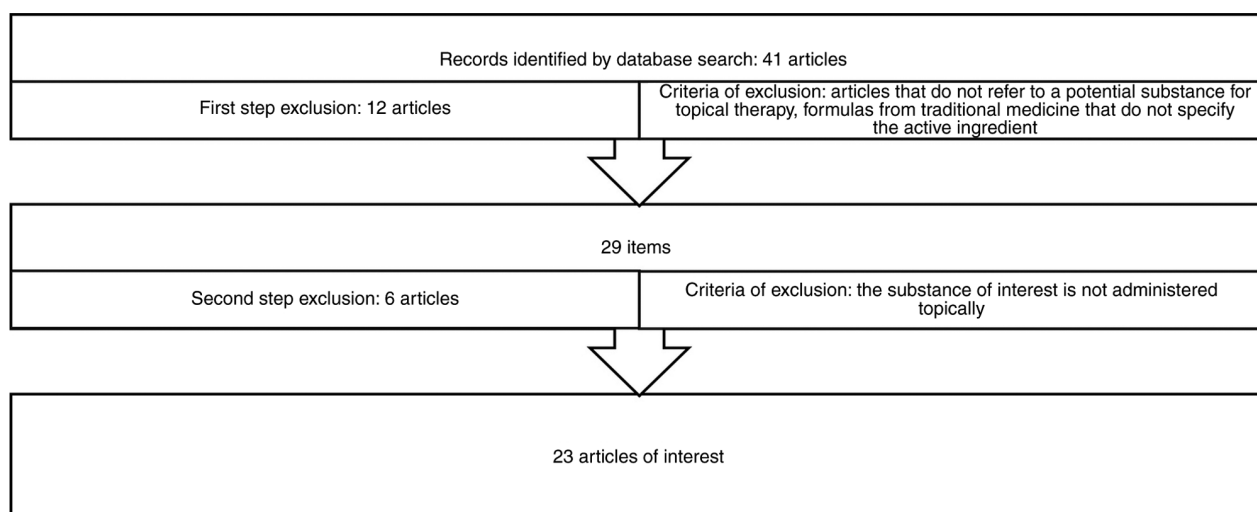 Records identified by database search: 41 articles
First step exclusion: 12 articles
Criteria of exclusion: articles that do not refer to a potential substance for
topical therapy, formulas from traditional medicine that do not specify
the active ingredient
29 items
Second step exclusion: 6 articles
Criteria of exclusion: the substance of interest is not administered
topically
23 articles of interest